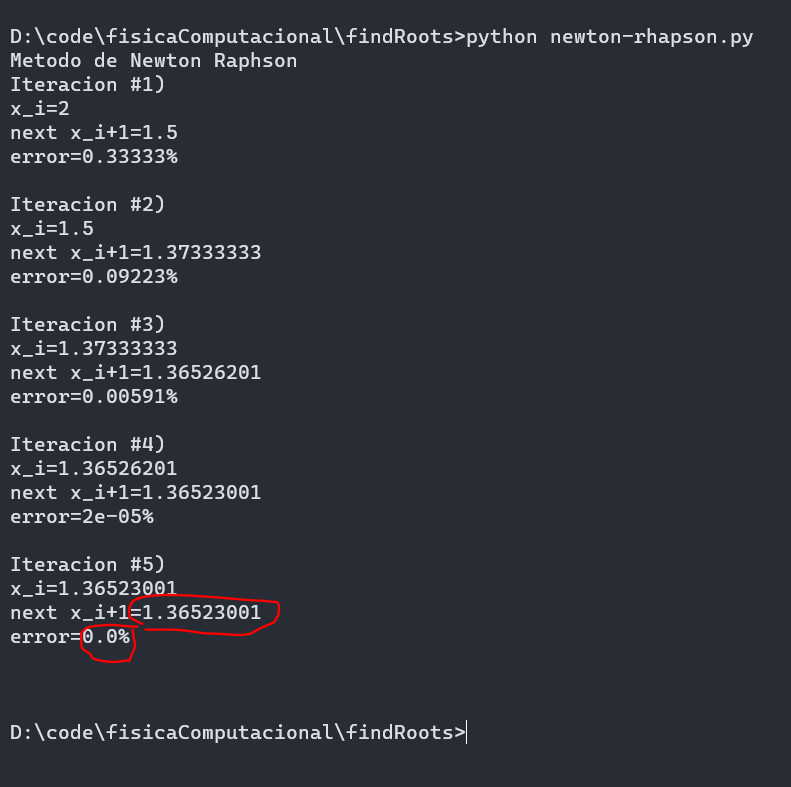 D:\code\fisicaComputacional\findRoots>python newton-rhapson.py
Metodo de Newton Raphson
Iteracion #1)
x_i=2
next x_i+1=1.5
error=0.33333%
Iteracion #2)
x_i=1.5
next x_i+1=1.37333333
error=0.09223%
Iteracion #3)
x_i=1.37333333
next x_i+1=1.36526201
error=0.00591%
Iteracion #4)
x_i=1.36526201
next x_i+1=1.36523001
error=2e-05%
Iteracion #5)
x_i=1.36523001
next x_i+1=1.36523001
error=0.0%
D:\code\fisicaComputacional\findRoots>